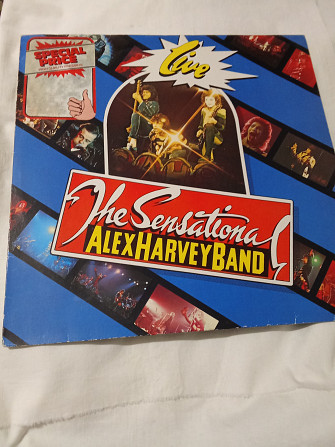 SPECIAL
PRICE
Live
The Sensational
ALEX HARVEY BAND